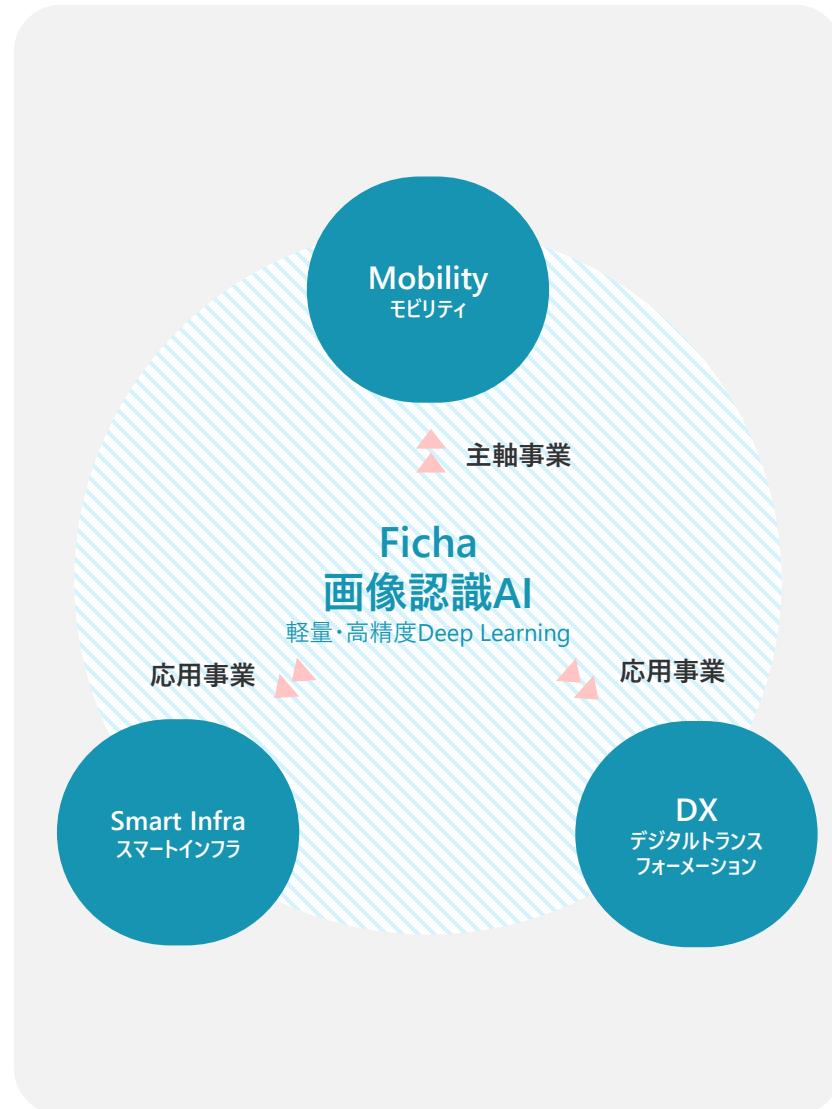 Mobility
モビリティ
主軸事業
Ficha
画像認識AI
軽量・高精度Deep Learning
応用事業
応用事業
Smart Infra
スマートインフラ
DX
デジタルトランス
フォーメーション